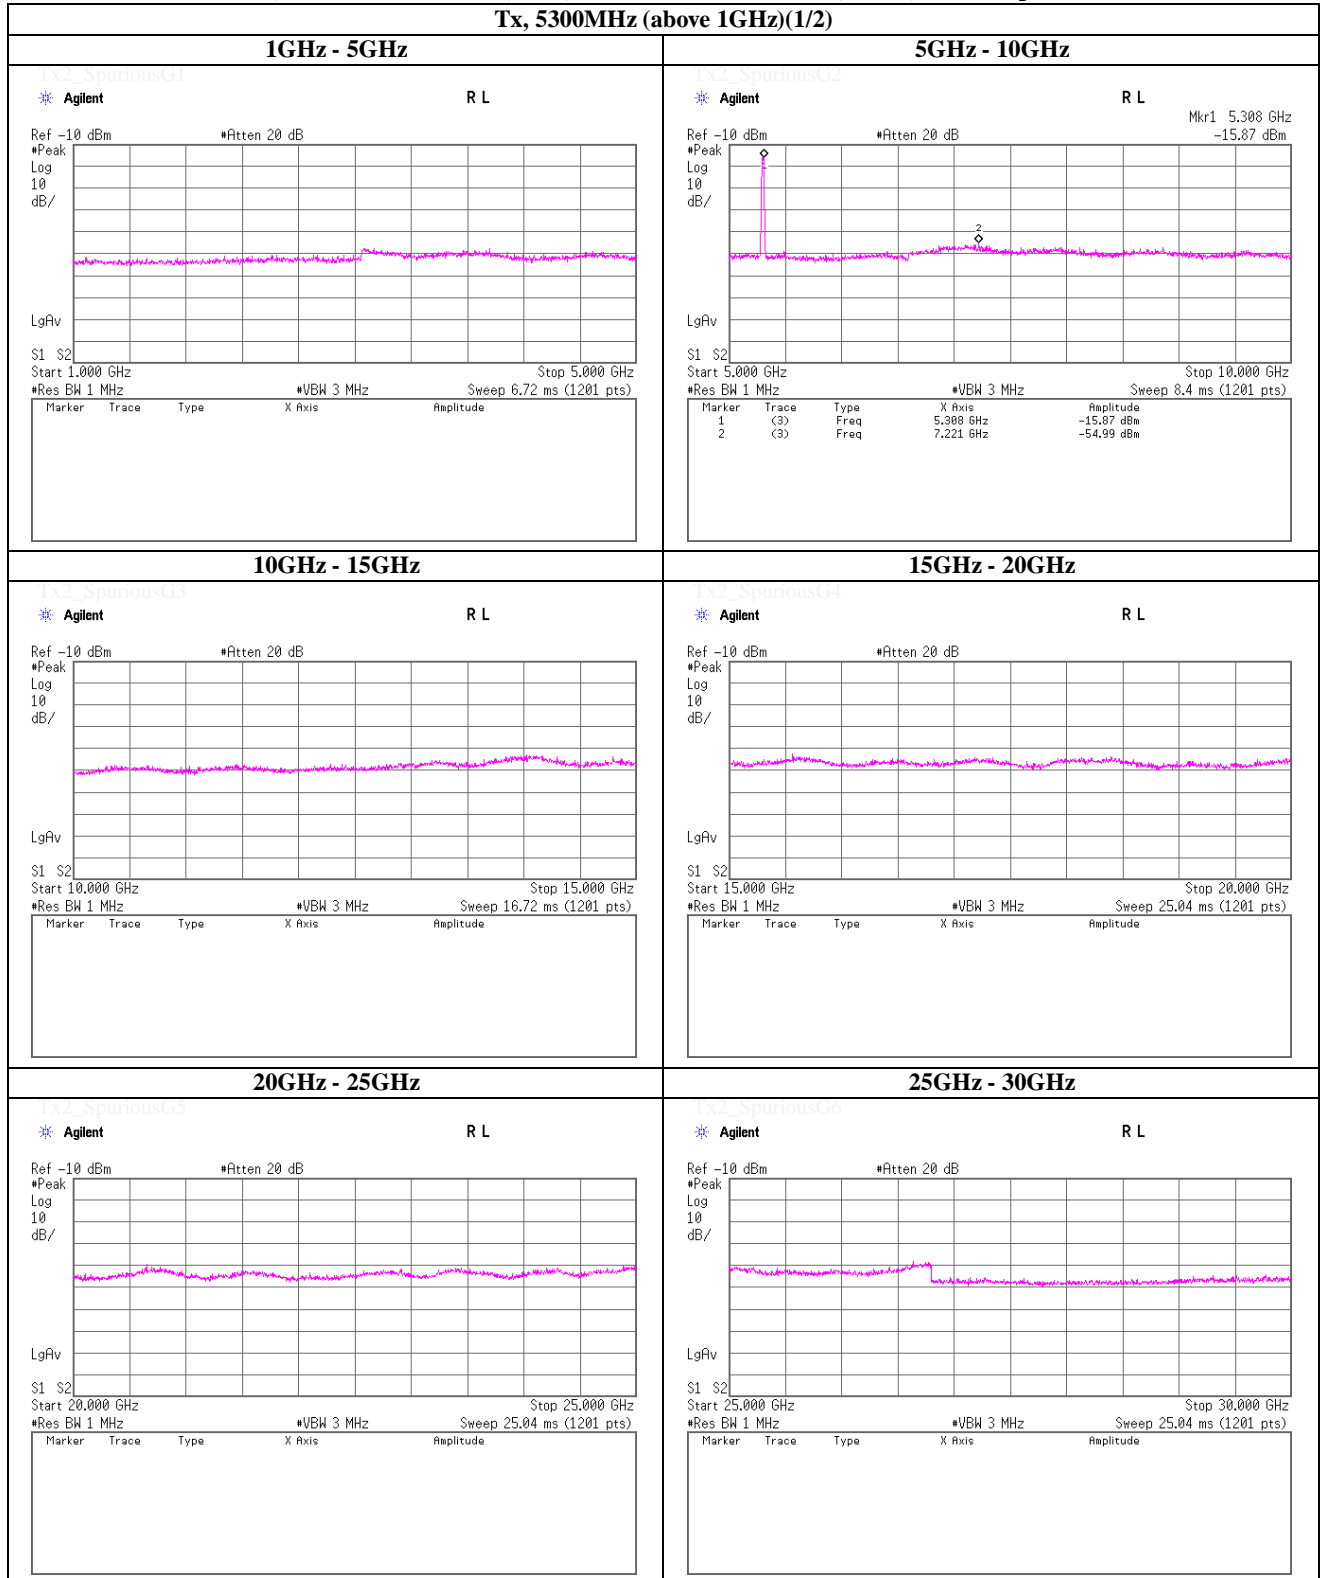 Tx, 5300MHz (above 1GHz)(1/2)
1GHz - 5GHz
Tx2_SpuriousG1
Agilent R L
Ref -10 dBm #Atten 20 dB
#Peak
Log
10
dB/
LgAv
S1 S2
Start 1.000 GHz Stop 5.000 GHz
#Res BW 1 MHz #VBW 3 MHz Sweep 6.72 ms (1201 pts)
Marker Trace Type X Axis Amplitude
5GHz - 10GHz
Tx2_SpuriousG2
Agilent R L
Mkr1 5.308 GHz
Ref -10 dBm #Atten 20 dB -15.87 dBm
#Peak
Log
10
dB/
1
2
LgAv
S1 S2
Start 5.000 GHz Stop 10.000 GHz
#Res BW 1 MHz #VBW 3 MHz Sweep 8.4 ms (1201 pts)
Marker Trace Type X Axis Amplitude
1 (3) Freq 5.308 GHz -15.87 dBm
2 (3) Freq 7.221 GHz -54.99 dBm
10GHz - 15GHz
Tx2_SpuriousG3
Agilent R L
Ref -10 dBm #Atten 20 dB
#Peak
Log
10
dB/
LgAv
S1 S2
Start 10.000 GHz Stop 15.000 GHz
#Res BW 1 MHz #VBW 3 MHz Sweep 16.72 ms (1201 pts)
Marker Trace Type X Axis Amplitude
15GHz - 20GHz
Tx2_SpuriousG4
Agilent R L
Ref -10 dBm #Atten 20 dB
#Peak
Log
10
dB/
LgAv
S1 S2
Start 15.000 GHz Stop 20.000 GHz
#Res BW 1 MHz #VBW 3 MHz Sweep 25.04 ms (1201 pts)
Marker Trace Type X Axis Amplitude
20GHz - 25GHz
Tx2_SpuriousG5
Agilent R L
Ref -10 dBm #Atten 20 dB
#Peak
Log
10
dB/
LgAv
S1 S2
Start 20.000 GHz Stop 25.000 GHz
#Res BW 1 MHz #VBW 3 MHz Sweep 25.04 ms (1201 pts)
Marker Trace Type X Axis Amplitude
25GHz - 30GHz
Tx2_SpuriousG6
Agilent R L
Ref -10 dBm #Atten 20 dB
#Peak
Log
10
dB/
LgAv
S1 S2
Start 25.000 GHz Stop 30.000 GHz
#Res BW 1 MHz #VBW 3 MHz Sweep 25.04 ms (1201 pts)
Marker Trace Type X Axis Amplitude